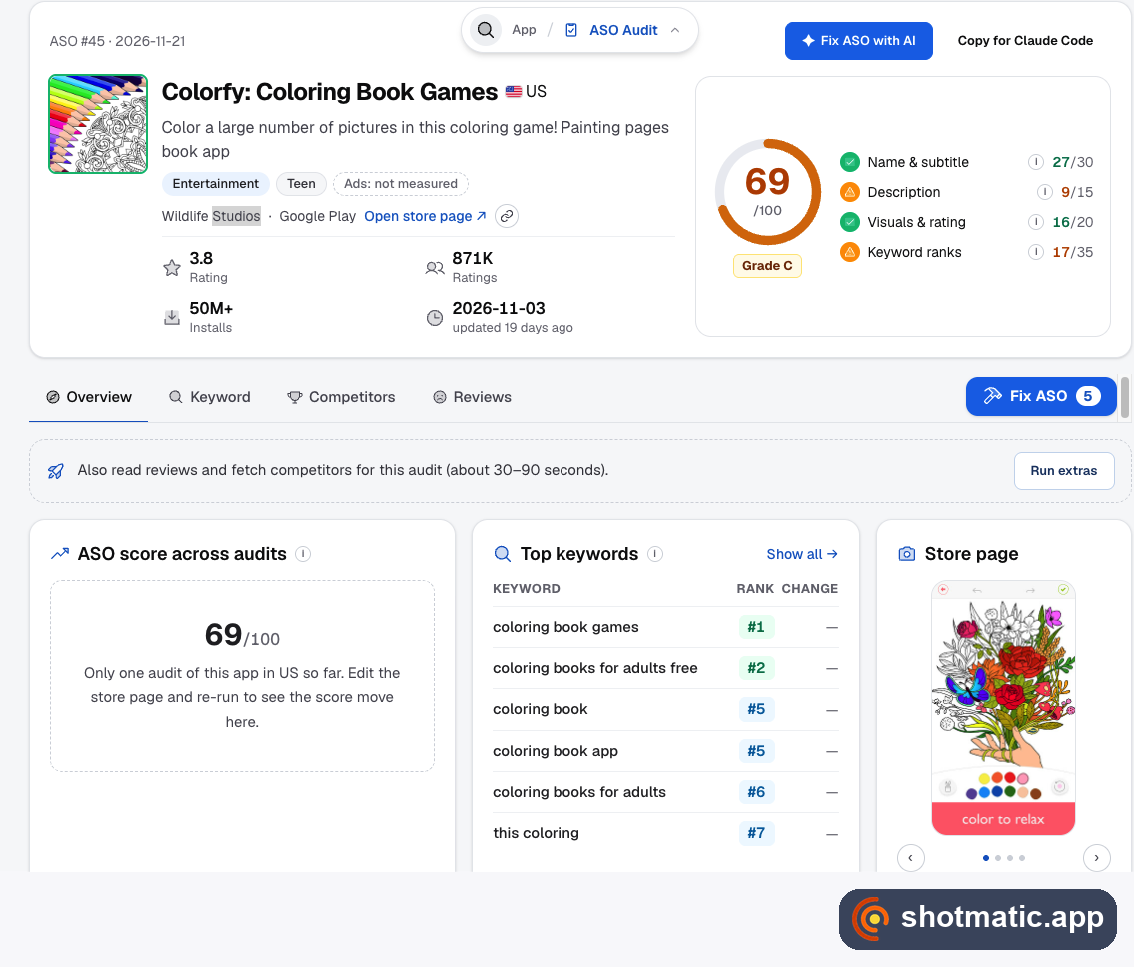 ASO #45 · 2026-11-21
App / ASO Audit
Fix ASO with AI
Copy for Claude Code
Colorfy: Coloring Book Games US
Color a large number of pictures in this coloring game! Painting pages
book app
Entertainment Teen Ads: not measured
Wildlife Studios · Google Play Open store page ↗
3.8
Rating
871K
Ratings
50M+
Installs
2026-11-03
updated 19 days ago
69
/100
Grade C
Name & subtitle 27/30
Description 9/15
Visuals & rating 16/20
Keyword ranks 17/35
Overview Keyword Competitors Reviews
Fix ASO 5
Also read reviews and fetch competitors for this audit (about 30–90 seconds).
Run extras
ASO score across audits
69/100
Only one audit of this app in US so far. Edit the
store page and re-run to see the score move
here.
Top keywords
Show all →
KEYWORD RANK CHANGE
coloring book games #1 —
coloring books for adults free #2 —
coloring book #5 —
coloring book app #5 —
coloring books for adults #6 —
this coloring #7 —
Store page
color to relax
shotmatic.app